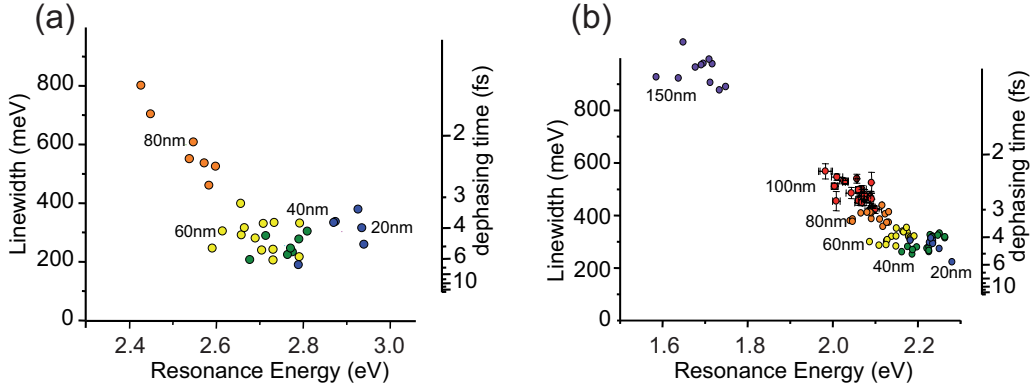 (a)
Linewidth (meV)
800
600
400
200
0
80nm
60nm
40nm
20nm
2.4
2.6
2.8
3.0
Resonance Energy (eV)
2
3
4
6
10
dephasing time (fs)
(b)
Linewidth (meV)
800
600
400
200
0
150nm
100nm
80nm
60nm
40nm
20nm
1.6
1.8
2.0
2.2
Resonance Energy (eV)
2
3
4
6
10
dephasing time (fs)